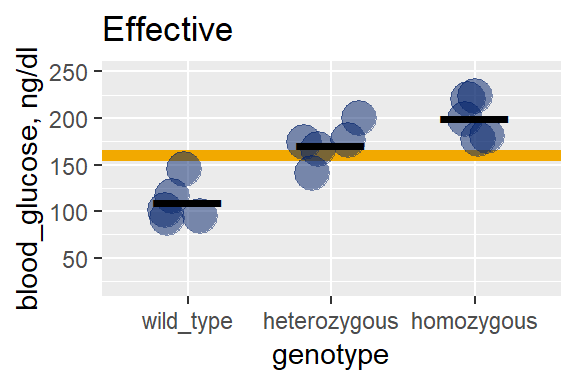 Effective
blood_glucose, ng/dl
250
200
150
100
50
wild_type heterozygous homozygous
genotype